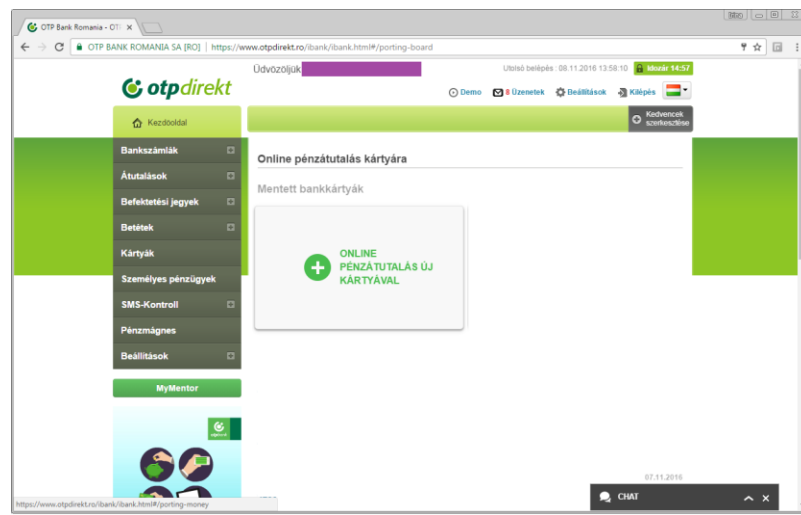 OTP Bank Romania - OTI
OTP BANK ROMANIA SA [RO] | https://www.otpdirekt.ro/ibank/ibank.html#/porting-board
Üdvözöljük
Utolsó belépés : 06.11.2016 13:58:10
Idozár 14:57
otpdirekt
Demo
8 Üzenetek
Beállítások
Kilépés
Kezdőoldal
Kedvencek
szerkesztése
Bankszámlák
Átutalások
Befektetési jegyek
Betétek
Kártyák
Személyes pénzügyek
SMS-Kontroll
Pénzmágnes
Beállítások
MyMentor
Online pénzátutalás kártyára
Mentett bankkártyák
ONLINE
PÉNZÁTUTALÁS ÚJ
KÁRTYÁVAL
07.11.2016
CHAT
https://www.otpdirekt.ro/ibank/ibank.html#/porting-money